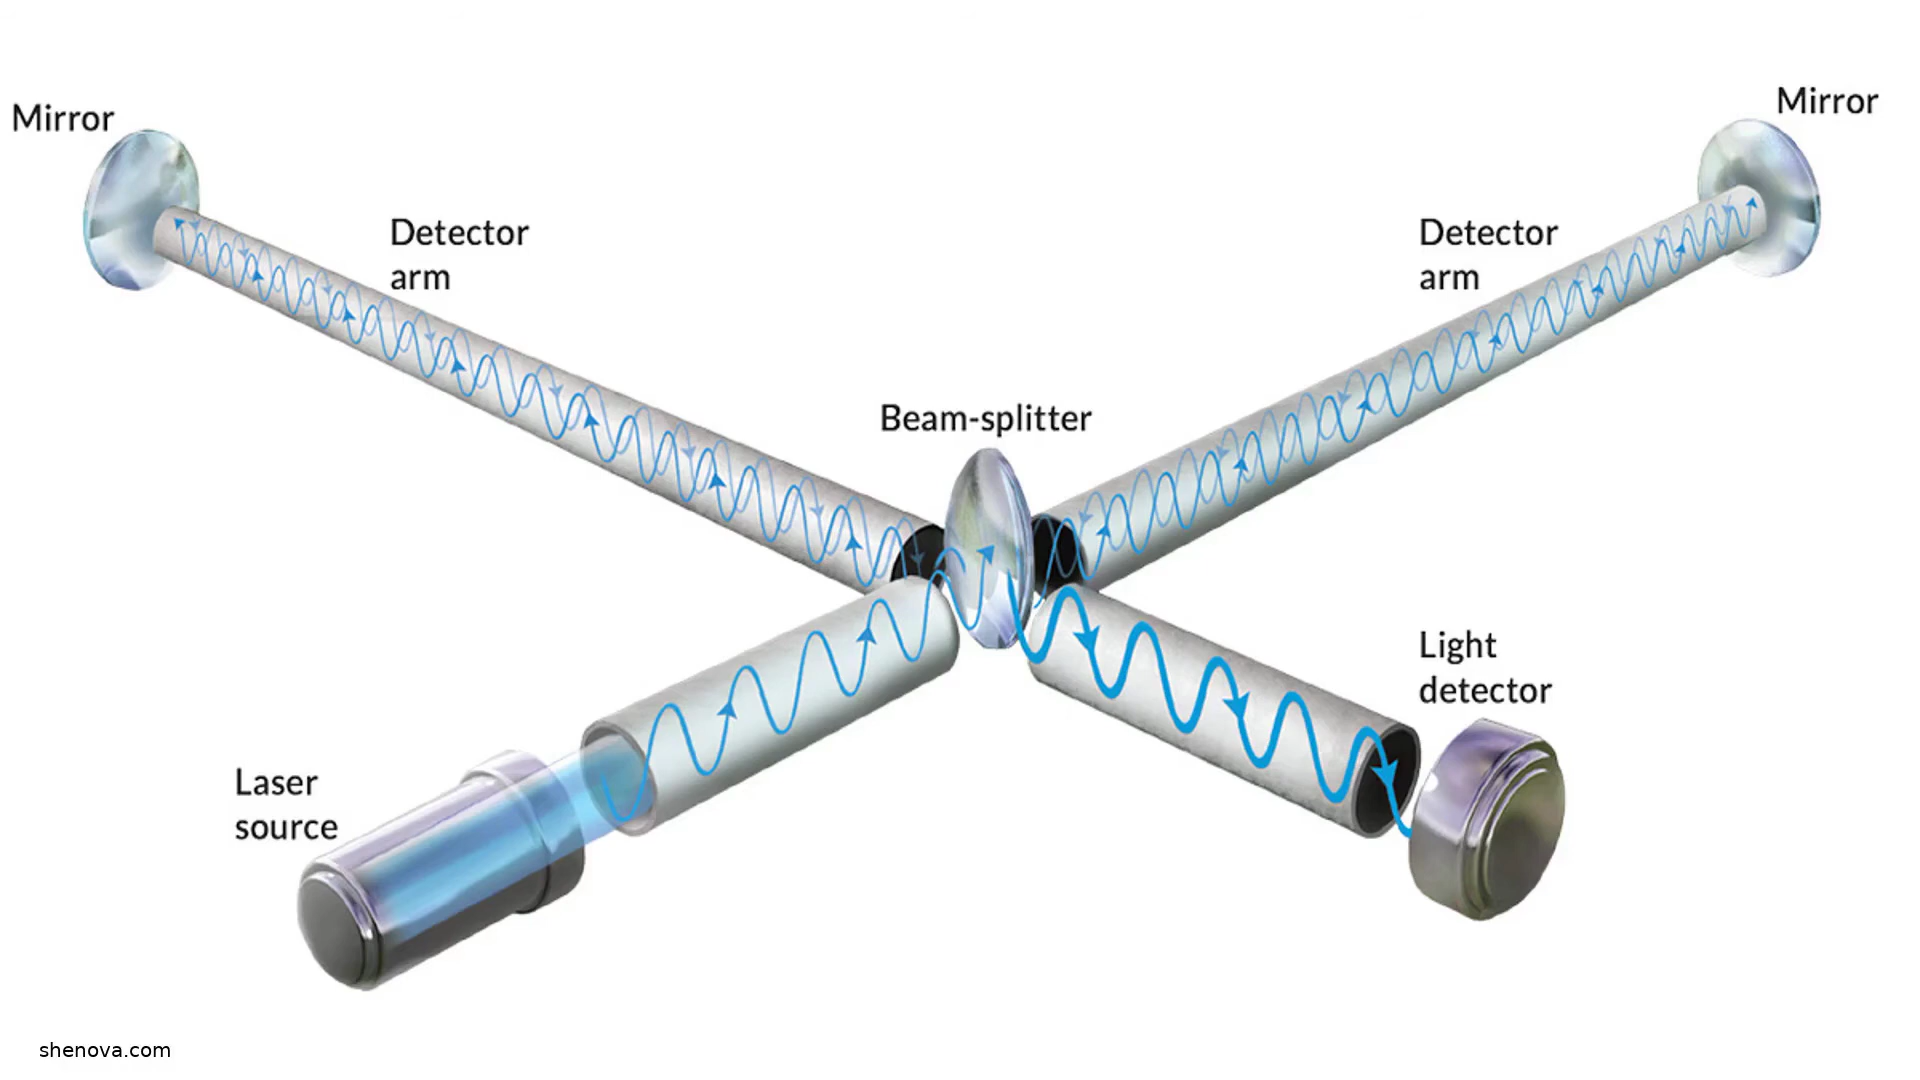 Mirror
Mirror
Detector
arm
Detector
arm
Beam-splitter
Light
detector
Laser
source
shenova.com